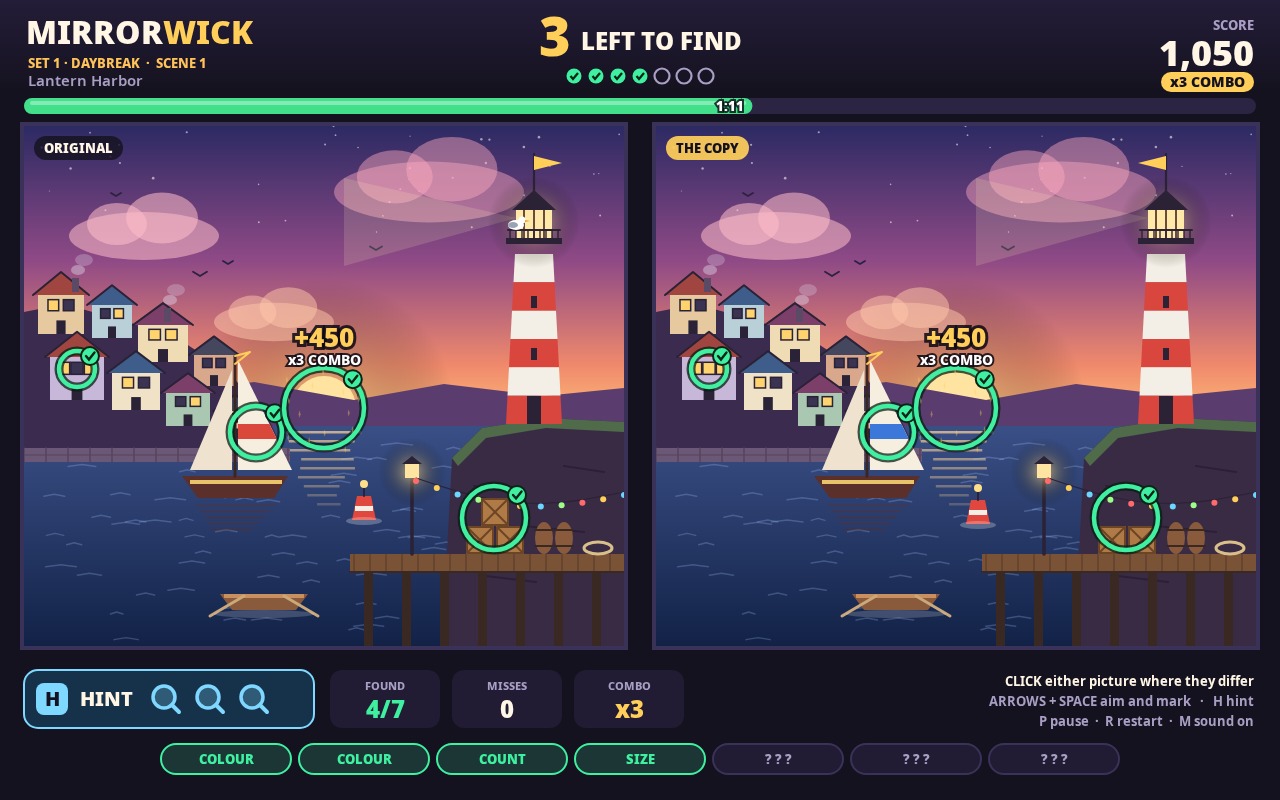 MIRRORWICK
SET 1 · DAYBREAK · SCENE 1
Lantern Harbor
3 LEFT TO FIND
SCORE
1,050
x3 COMBO
1:11
ORIGINAL
THE COPY
+450
x3 COMBO
+450
x3 COMBO
H HINT
FOUND
4/7
MISSES
0
COMBO
x3
CLICK either picture where they differ
ARROWS + SPACE aim and mark · H hint
P pause · R restart · M sound on
COLOUR
COLOUR
COUNT
SIZE
???
???
???